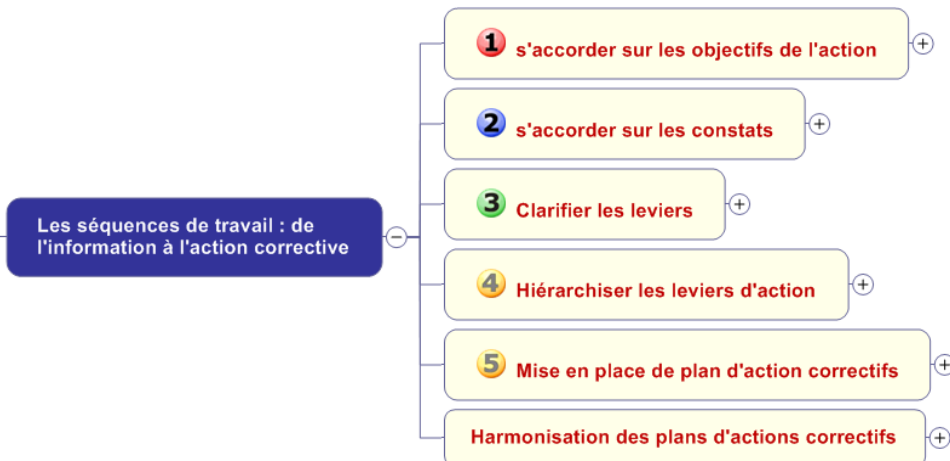 Les séquences de travail : de
l'information à l'action corrective
1 s'accorder sur les objectifs de l'action
2 s'accorder sur les constats
3 Clarifier les leviers
4 Hiérarchiser les leviers d'action
5 Mise en place de plan d'action correctifs
Harmonisation des plans d'actions correctifs